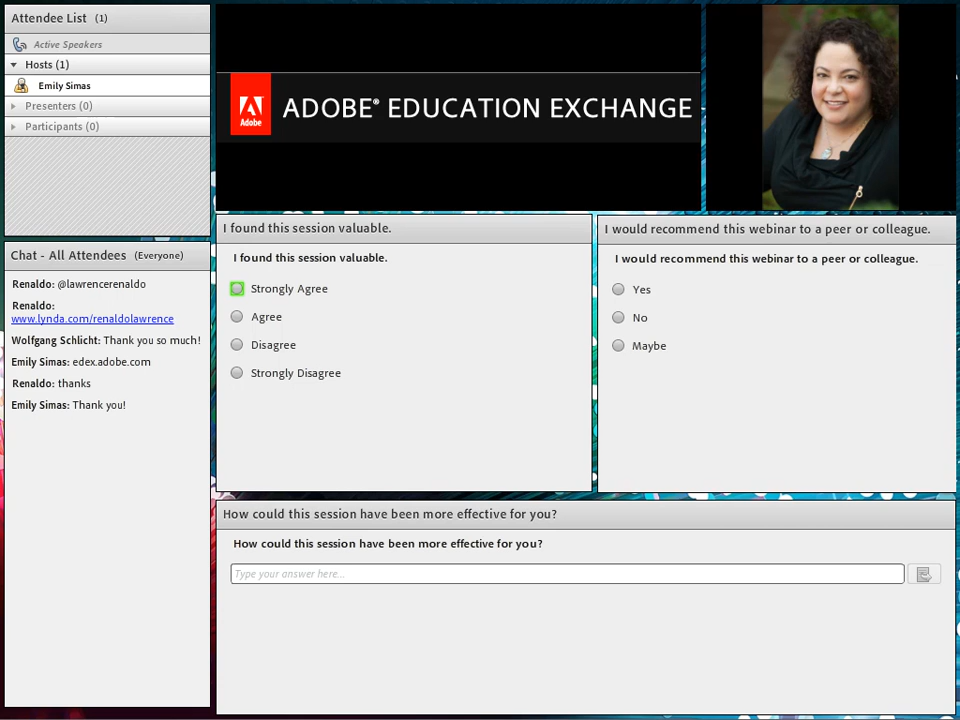 Attendee List (1)
Active Speakers
Hosts (1)
Emily Simas
Presenters (0)
Participants (0)
Chat - All Attendees (Everyone)
Renaldo: @lawrencerenaldo
Renaldo:
www.lynda.com/renaldolawrence
Wolfgang Schlicht: Thank you so much!
Emily Simas: edex.adobe.com
Renaldo: thanks
Emily Simas: Thank you!
Adobe
ADOBE® EDUCATION EXCHANGE
I found this session valuable.
I found this session valuable.
Strongly Agree
Agree
Disagree
Strongly Disagree
I would recommend this webinar to a peer or colleague.
I would recommend this webinar to a peer or colleague.
Yes
No
Maybe
How could this session have been more effective for you?
How could this session have been more effective for you?
Type your answer here...